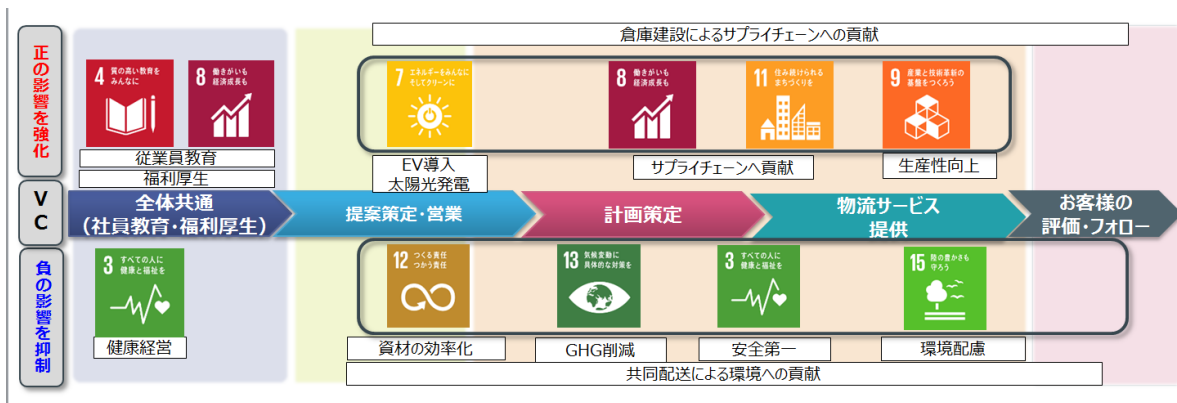 正の影響を強化
倉庫建設によるサプライチェーンへの貢献
4 質の高い教育を
みんなに
8 働きがいも
経済成長も
7 エネルギーをみんなに
そしてクリーンに
8 働きがいも
経済成長も
11 住み続けられる
まちづくりを
9 産業と技術革新の
基盤をつくろう
従業員教育
福利厚生
EV導入
太陽光発電
サプライチェーンへ貢献
生産性向上
VC
全体共通
(社員教育・福利厚生)
提案策定・営業
計画策定
物流サービス
提供
お客様の
評価・フォロー
負の影響を抑制
3 すべての人に
健康と福祉を
12 つくる責任
つかう責任
13 気候変動に
具体的な対策を
3 すべての人に
健康と福祉を
15 陸の豊かさも
守ろう
健康経営
資材の効率化
GHG削減
安全第一
環境配慮
共同配送による環境への貢献